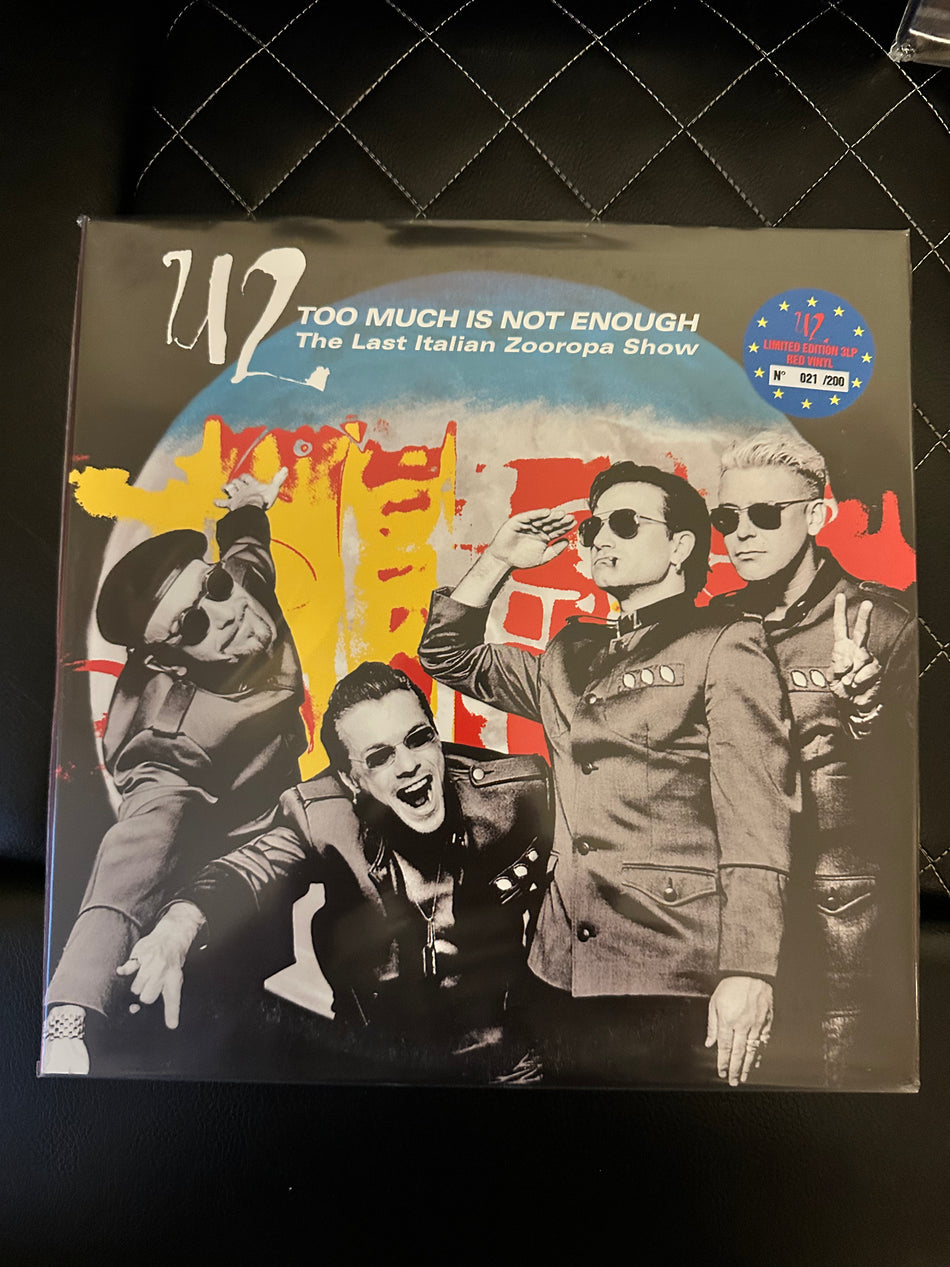 U2
TOO MUCH IS NOT ENOUGH
The Last Italian Zooropa Show
U2
LIMITED EDITION 3LP
RED VINYL
N° 021 /200